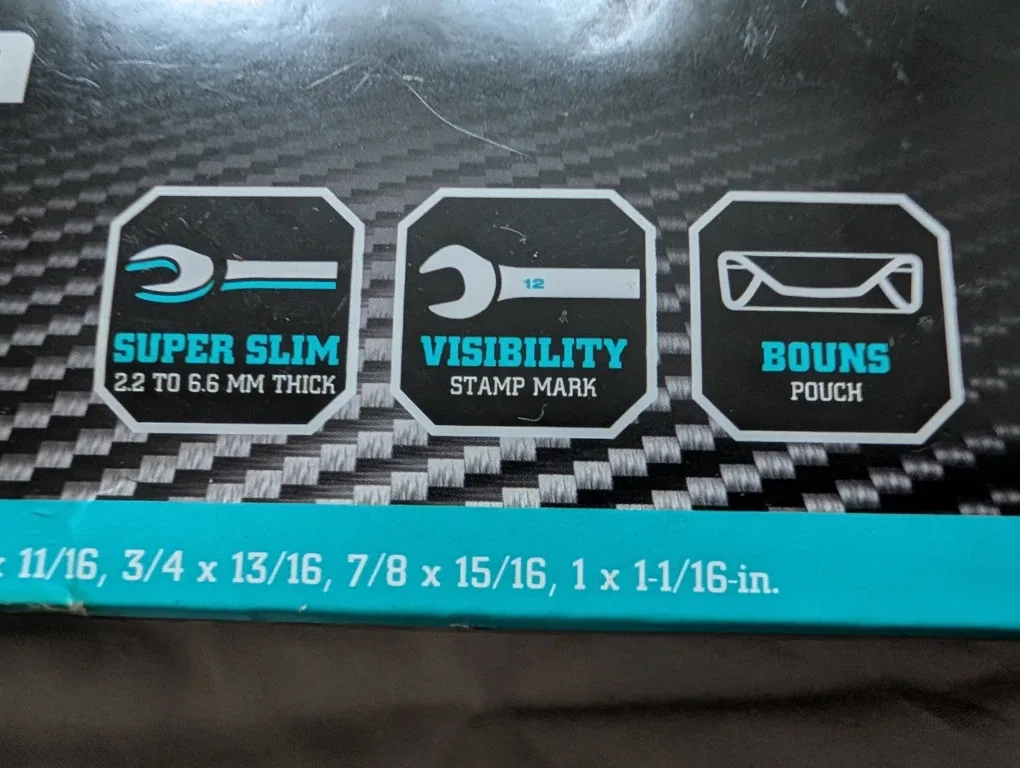 SUPER SLIM
2.2 TO 6.6 MM THICK
12
VISIBILITY
STAMP MARK
BOUNS
POUCH
x 11/16, 3/4 x 13/16, 7/8 x 15/16, 1 x 1-1/16-in.